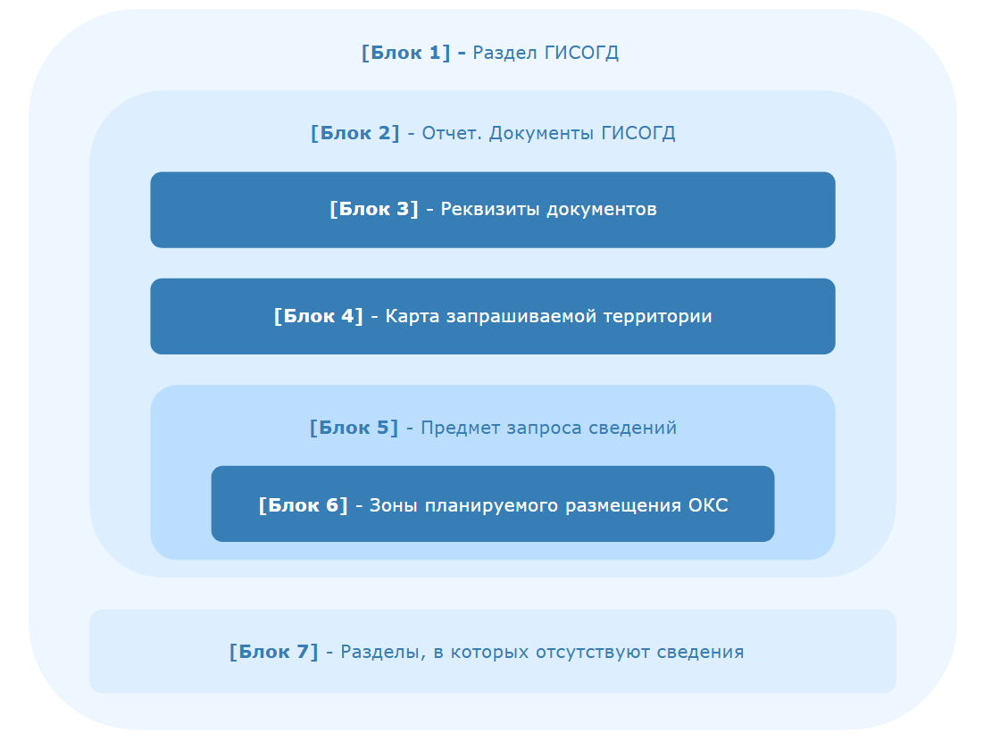 [Блок 1] - Раздел ГИСОГД
[Блок 2] - Отчет. Документы ГИСОГД
[Блок 3] - Реквизиты документов
[Блок 4] - Карта запрашиваемой территории
[Блок 5] - Предмет запроса сведений
[Блок 6] - Зоны планируемого размещения ОКС
[Блок 7] - Разделы, в которых отсутствуют сведения